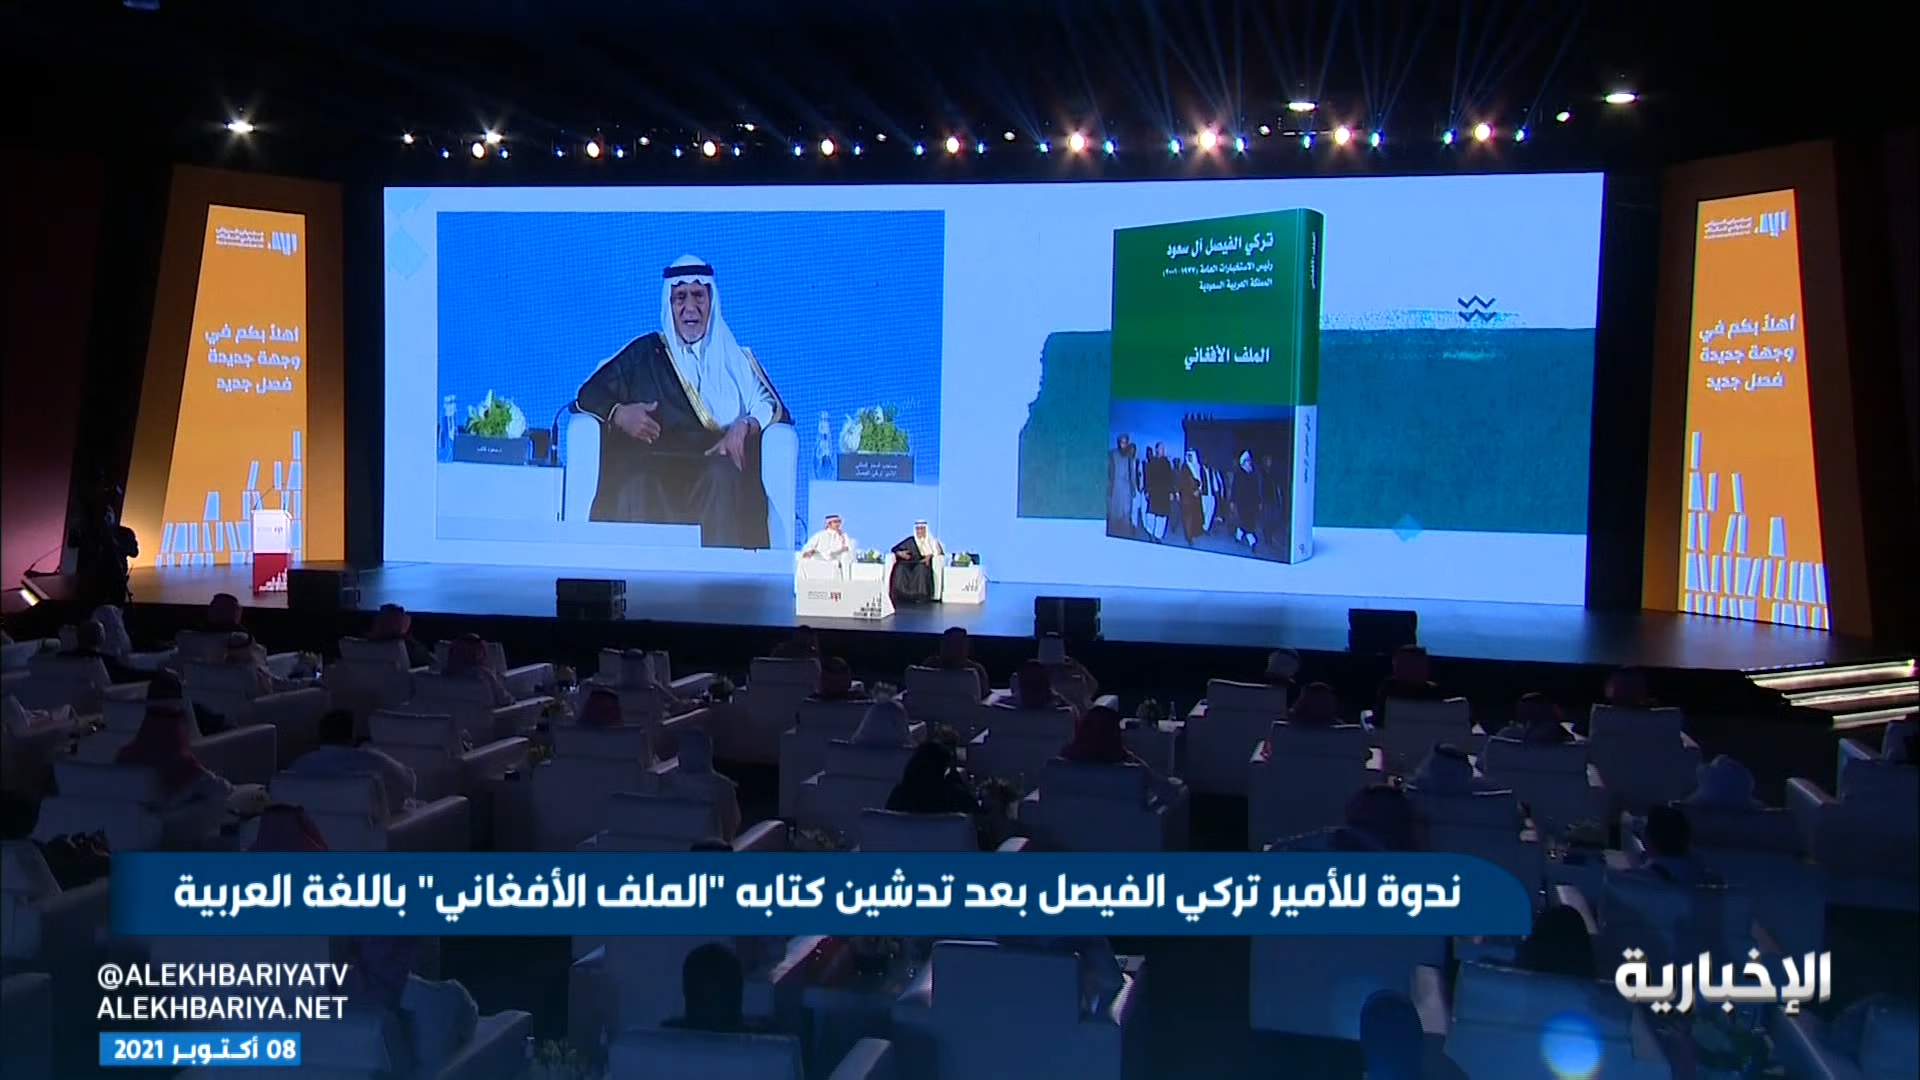 أهلاً بكم في
وجهة جديدة
فصل جديد
تركي الفيصل آل سعود
رئيس الاستخبارات العامة (١٩٧٧-٢٠٠١)
المملكة العربية السعودية
الملف الأفغاني
أهلاً بكم في
وجهة جديدة
فصل جديد
ندوة للأمير تركي الفيصل بعد تدشين كتابه "الملف الأفغاني" باللغة العربية
الإخبارية
@ALEKHBARIYATV
ALEKHBARIYA.NET
08 أكتوبر 2021